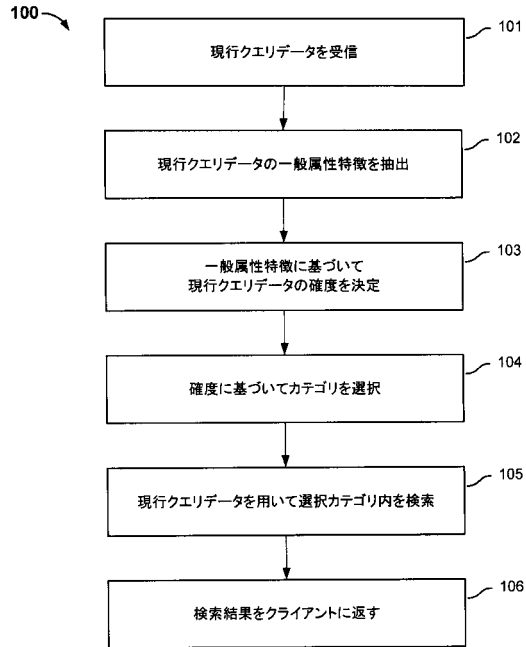 100
101
現行クエリデータを受信
102
現行クエリデータの一般属性特徴を抽出
103
一般属性特徴に基づいて
現行クエリデータの確度を決定
104
確度に基づいてカテゴリを選択
105
現行クエリデータを用いて選択カテゴリ内を検索
106
検索結果をクライアントに返す